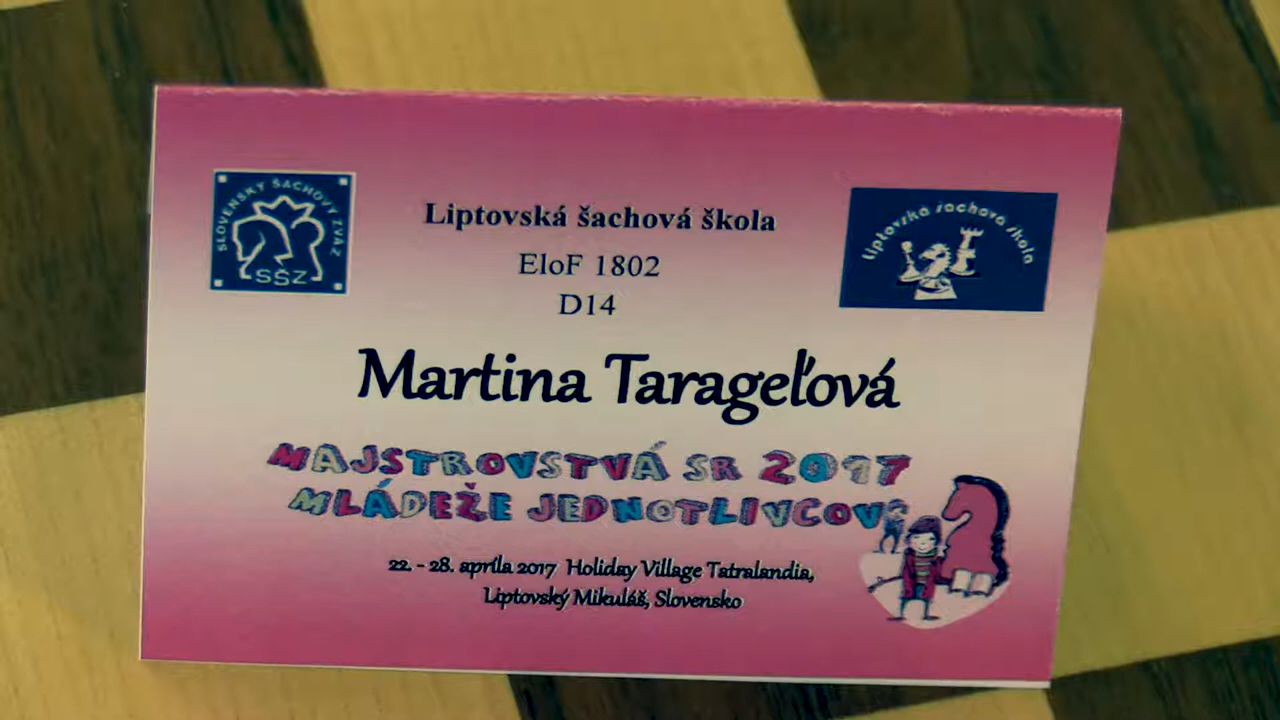 SLOVENSKÝ ŠACHOVÝ ZVÄZ
SŠZ
Liptovská šachová škola
EloF 1802
D14
Liptovska sachova skola
Martina Tarageľová
MAJSTROVSTVÁ SR 2017
MLÁDEŽE JEDNOTLIVCOV
22. - 28. apríla 2017 Holiday Village Tatralandia,
Liptovský Mikuláš, Slovensko